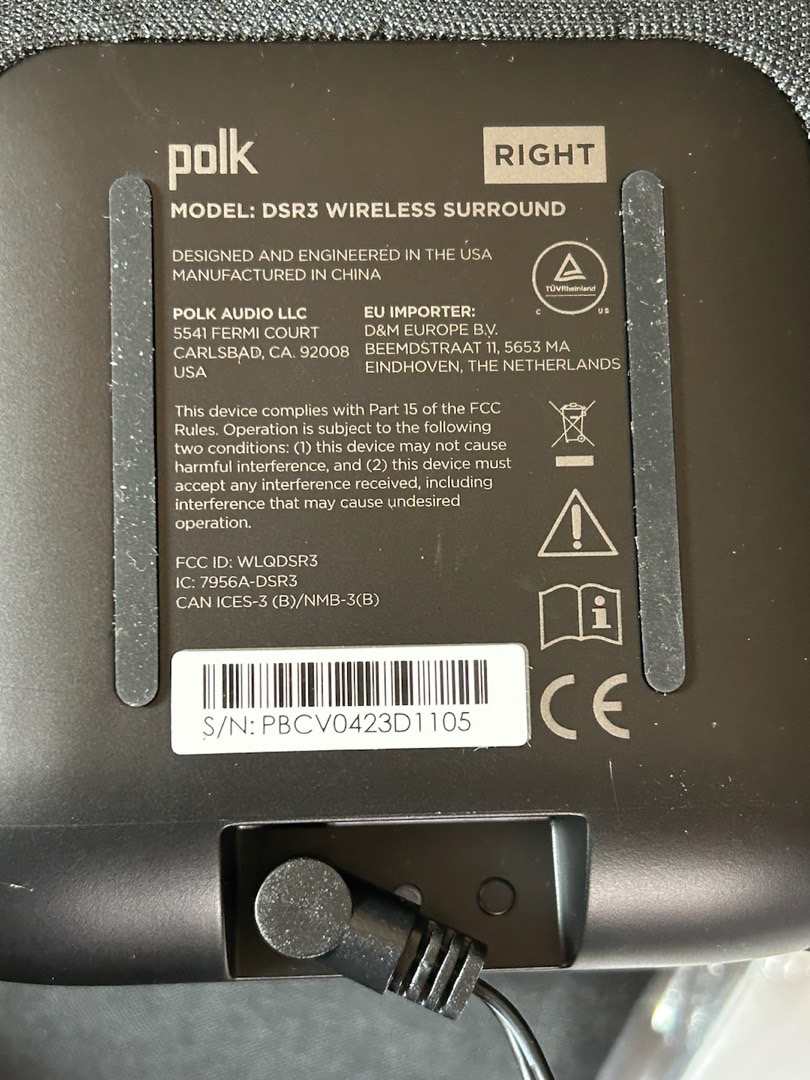 polk
RIGHT
MODEL: DSR3 WIRELESS SURROUND
DESIGNED AND ENGINEERED IN THE USA
MANUFACTURED IN CHINA
TÜVRheinland
C US
POLK AUDIO LLC
5541 FERMI COURT
CARLSBAD, CA. 92008
USA
EU IMPORTER:
D&M EUROPE B.V.
BEEMDSTRAAT 11, 5653 MA
EINDHOVEN, THE NETHERLANDS
This device complies with Part 15 of the FCC
Rules. Operation is subject to the following
two conditions: (1) this device may not cause
harmful interference, and (2) this device must
accept any interference received, including
interference that may cause undesired
operation.
FCC ID: WLQDSR3
IC: 7956A-DSR3
CAN ICES-3 (B)/NMB-3(B)
S/N: PBCV0423D1105
CE